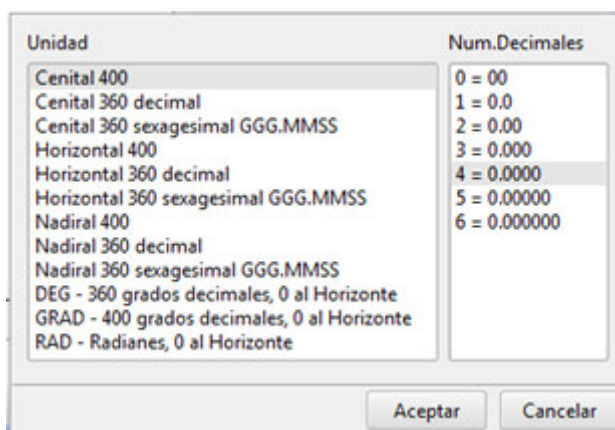 Unidad
Cenital 400
Cenital 360 decimal
Cenital 360 sexagesimal GGG.MMSS
Horizontal 400
Horizontal 360 decimal
Horizontal 360 sexagesimal GGG.MMSS
Nadiral 400
Nadiral 360 decimal
Nadiral 360 sexagesimal GGG.MMSS
DEG - 360 grados decimales, 0 al Horizonte
GRAD - 400 grados decimales, 0 al Horizonte
RAD - Radianes, 0 al Horizonte
Num.Decimales
0 = 00
1 = 0.0
2 = 0.00
3 = 0.000
4 = 0.0000
5 = 0.00000
6 = 0.000000
Aceptar
Cancelar